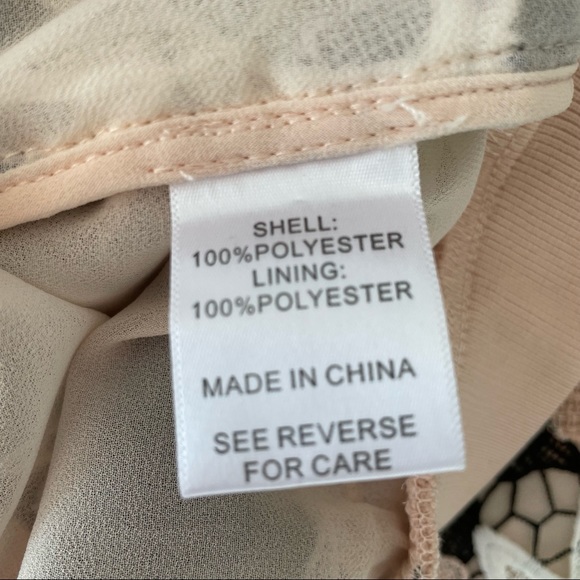 SHELL:
100%POLYESTER
LINING:
100%POLYESTER
MADE IN CHINA
SEE REVERSE
FOR CARE